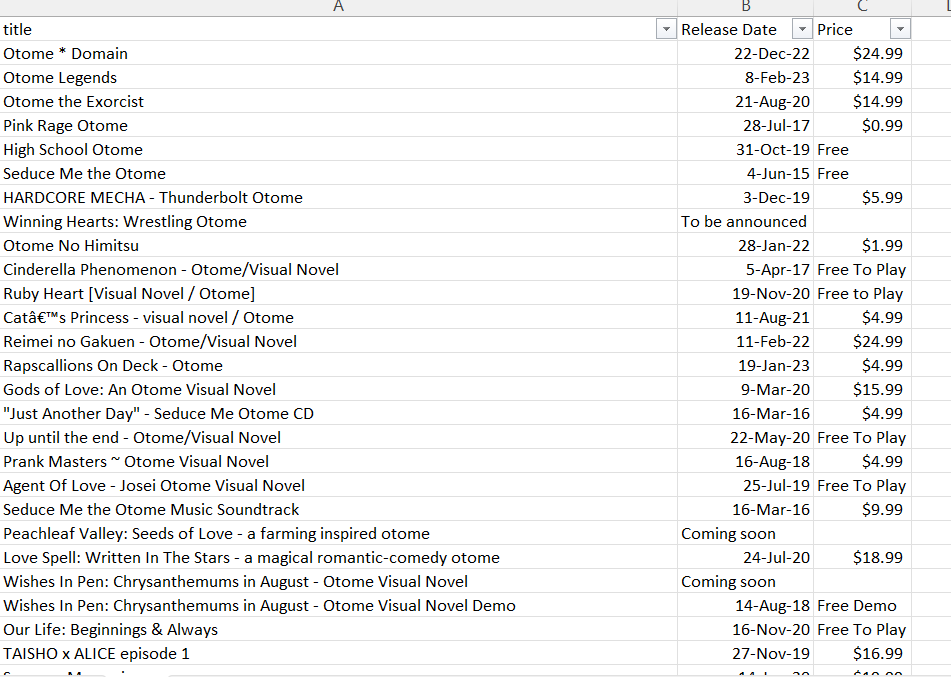 A B C
title Release Date Price
Otome * Domain 22-Dec-22 $24.99
Otome Legends 8-Feb-23 $14.99
Otome the Exorcist 21-Aug-20 $14.99
Pink Rage Otome 28-Jul-17 $0.99
High School Otome 31-Oct-19 Free
Seduce Me the Otome 4-Jun-15 Free
HARDCORE MECHA - Thunderbolt Otome 3-Dec-19 $5.99
Winning Hearts: Wrestling Otome To be announced
Otome No Himitsu 28-Jan-22 $1.99
Cinderella Phenomenon - Otome/Visual Novel 5-Apr-17 Free To Play
Ruby Heart [Visual Novel / Otome] 19-Nov-20 Free to Play
Catâ€™s Princess - visual novel / Otome 11-Aug-21 $4.99
Reimei no Gakuen - Otome/Visual Novel 11-Feb-22 $24.99
Rapscallions On Deck - Otome 19-Jan-23 $4.99
Gods of Love: An Otome Visual Novel 9-Mar-20 $15.99
"Just Another Day" - Seduce Me Otome CD 16-Mar-16 $4.99
Up until the end - Otome/Visual Novel 22-May-20 Free To Play
Prank Masters ~ Otome Visual Novel 16-Aug-18 $4.99
Agent Of Love - Josei Otome Visual Novel 25-Jul-19 Free To Play
Seduce Me the Otome Music Soundtrack 16-Mar-16 $9.99
Peachleaf Valley: Seeds of Love - a farming inspired otome Coming soon
Love Spell: Written In The Stars - a magical romantic-comedy otome 24-Jul-20 $18.99
Wishes In Pen: Chrysanthemums in August - Otome Visual Novel Coming soon
Wishes In Pen: Chrysanthemums in August - Otome Visual Novel Demo 14-Aug-18 Free Demo
Our Life: Beginnings & Always 16-Nov-20 Free To Play
TAISHO x ALICE episode 1 27-Nov-19 $16.99